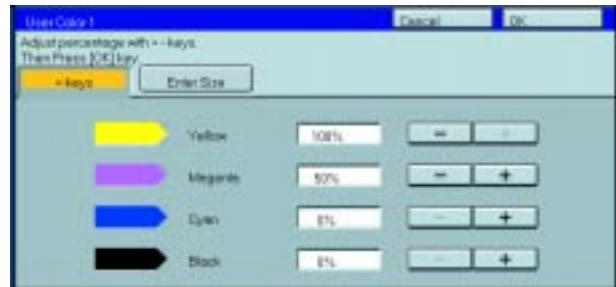 User Color 1 Cancel OK
Adjust percentage with + - keys.
Then Press [OK] key.
Enter Size
Yellow 100% - +
Magenta 50% - +
Cyan 0% - +
Black 0% - +